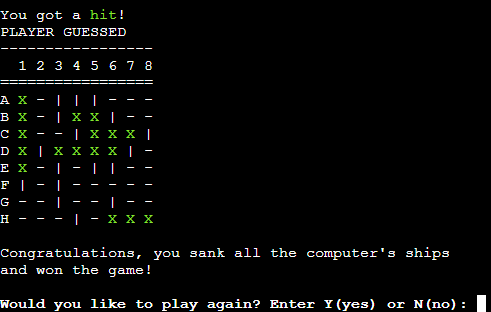 You got a hit!
PLAYER GUESSED
-----------------
  1 2 3 4 5 6 7 8
=================
A X - | | | - - -
B X - | X X | - -
C X - - | X X X |
D X | X X X X | -
E X - | - | | - -
F | - | - - - - -
G - - | - - | - -
H - - - | - X X X

Congratulations, you sank all the computer's ships
and won the game!

Would you like to play again? Enter Y(yes) or N(no):